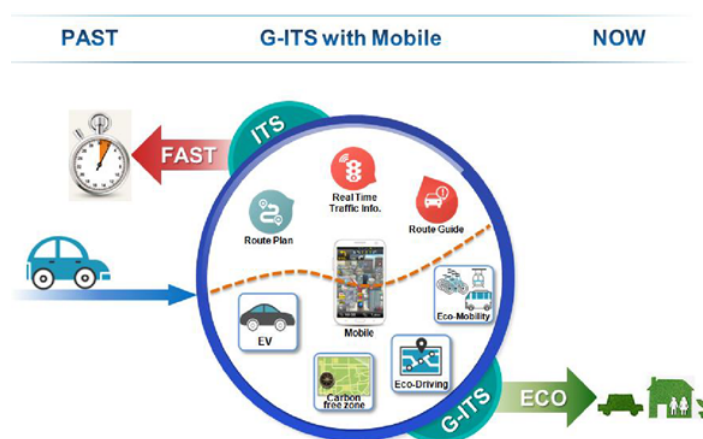 PAST
G-ITS with Mobile
NOW
ITS
FAST
Real Time
Traffic Info.
Route Plan
Route Guide
Mobile
EV
Eco-Mobility
Carbon
free zone
Eco-Driving
G-ITS
ECO